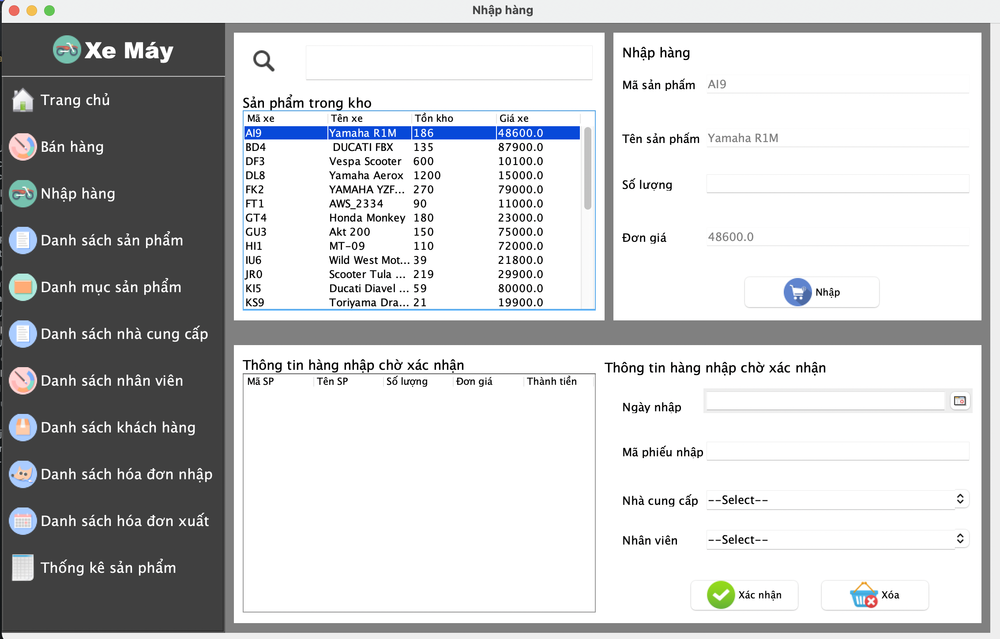 Nhập hàng
Xe Máy
Trang chủ
Bán hàng
Nhập hàng
Danh sách sản phẩm
Danh mục sản phẩm
Danh sách nhà cung cấp
Danh sách nhân viên
Danh sách khách hàng
Danh sách hóa đơn nhập
Danh sách hóa đơn xuất
Thống kê sản phẩm
Sản phẩm trong kho
Mã xe Tên xe Tồn kho Giá xe
AI9 Yamaha R1M 186 48600.0
BD4 DUCATI FBX 135 87900.0
DF3 Vespa Scooter 600 10100.0
DL8 Yamaha Aerox 1200 15000.0
FK2 YAMAHA YZF... 270 79000.0
FT1 AWS_2334 90 11000.0
GT4 Honda Monkey 180 23000.0
GU3 Akt 200 150 75000.0
HI1 MT-09 110 72000.0
IU6 Wild West Mot... 39 21800.0
JR0 Scooter Tula ... 219 29900.0
KI5 Ducati Diavel ... 59 80000.0
KS9 Toriyama Dra... 21 19900.0
Nhập hàng
Mã sản phẩm AI9
Tên sản phẩm Yamaha R1M
Số lượng
Đơn giá 48600.0
Nhập
Thông tin hàng nhập chờ xác nhận
Mã SP Tên SP Số lượng Đơn giá Thành tiền
Thông tin hàng nhập chờ xác nhận
Ngày nhập
Mã phiếu nhập
Nhà cung cấp --Select--
Nhân viên --Select--
Xác nhận Xóa